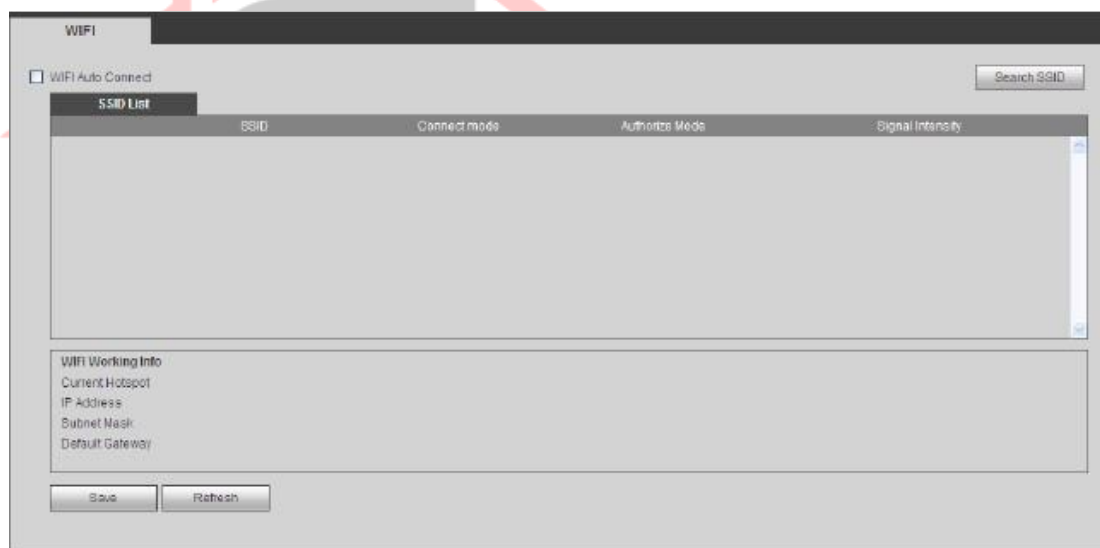 WIFI
WIFI Auto Connect Search SSID
SSID List
SSID Connect mode Authorize Mode Signal Intensity
WIFI Working Info
Current Hotspot
IP Address
Subnet Mask
Default Gateway
Save Refresh